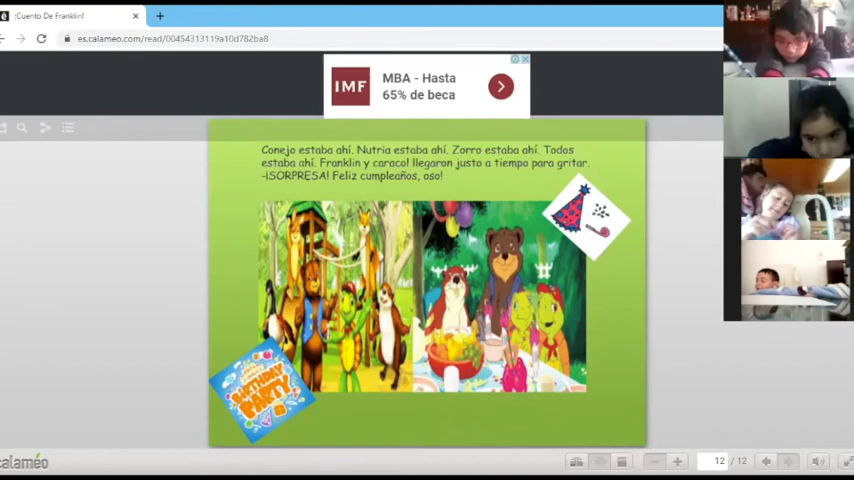 ¡Cuento De Franklin!
es.calameo.com/read/00454313119a10d782ba8
IMF
MBA - Hasta
65% de beca
Conejo estaba ahí. Nutria estaba ahí. Zorro estaba ahí. Todos
estaba ahí. Franklin y caracol llegaron justo a tiempo para gritar.
-¡SORPRESA! Feliz cumpleaños, oso!
BIRTHDAY
PARTY
calaméo
12 / 12